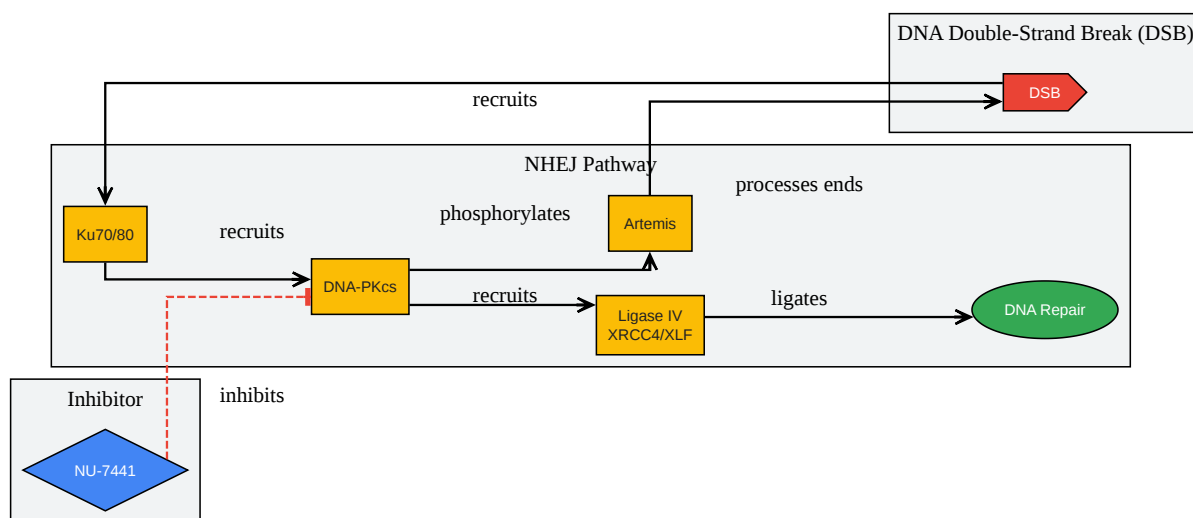 DNA Double-Strand Break (DSB)
DSB
recruits
NHEJ Pathway
processes ends
phosphorylates
Artemis
Ku70/80
recruits
DNA-PKcs
recruits
Ligase IV
XRCC4/XLF
ligates
DNA Repair
inhibits
Inhibitor
NU-7441